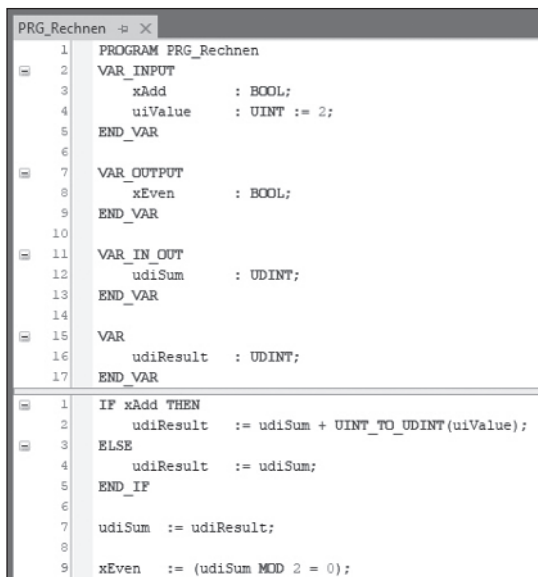 PRG_Rechnen
1 PROGRAM PRG_Rechnen
2 VAR_INPUT
3 xAdd : BOOL;
4 uiValue : UINT := 2;
5 END_VAR
6
7 VAR_OUTPUT
8 xEven : BOOL;
9 END_VAR
10
11 VAR_IN_OUT
12 udiSum : UDINT;
13 END_VAR
14
15 VAR
16 udiResult : UDINT;
17 END_VAR
1 IF xAdd THEN
2 udiResult := udiSum + UINT_TO_UDINT(uiValue);
3 ELSE
4 udiResult := udiSum;
5 END_IF
6
7 udiSum := udiResult;
8
9 xEven := (udiSum MOD 2 = 0);